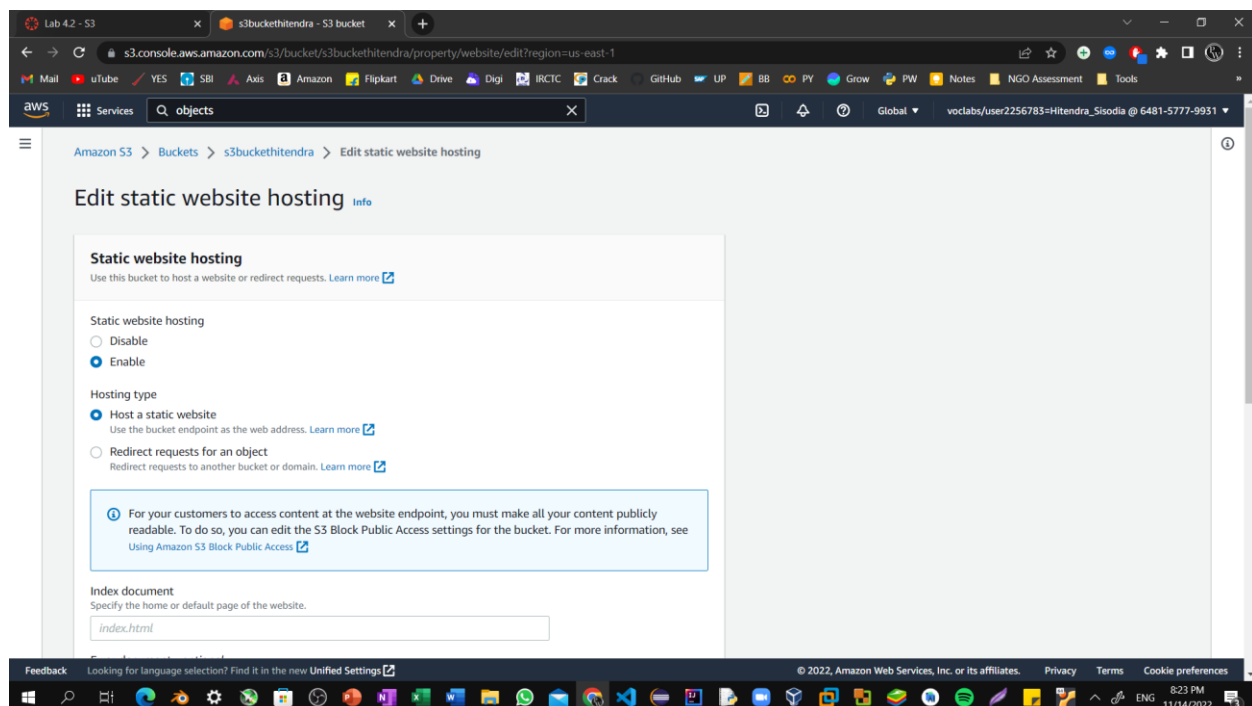 Lab 4.2 - S3
s3buckethitendra - S3 bucket
s3.console.aws.amazon.com/s3/bucket/s3buckethitendra/property/website/edit?region=us-east-1
Mail uTube YES SBI Axis Amazon Flipkart Drive Digi IRCTC Crack GitHub UP BB PY Grow PW Notes NGO Assessment Tools »
aws Services objects Global voclabs/user2256783=Hitendra_Sisodia @ 6481-5777-9931
Amazon S3 > Buckets > s3buckethitendra > Edit static website hosting
Edit static website hosting Info
Static website hosting
Use this bucket to host a website or redirect requests. Learn more
Static website hosting
Disable
Enable
Hosting type
Host a static website
Use the bucket endpoint as the web address. Learn more
Redirect requests for an object
Redirect requests to another bucket or domain. Learn more
For your customers to access content at the website endpoint, you must make all your content publicly
readable. To do so, you can edit the S3 Block Public Access settings for the bucket. For more information, see
Using Amazon S3 Block Public Access
Index document
Specify the home or default page of the website.
index.html
Feedback Looking for language selection? Find it in the new Unified Settings © 2022, Amazon Web Services, Inc. or its affiliates. Privacy Terms Cookie preferences
ENG 8:23 PM
11/14/2022